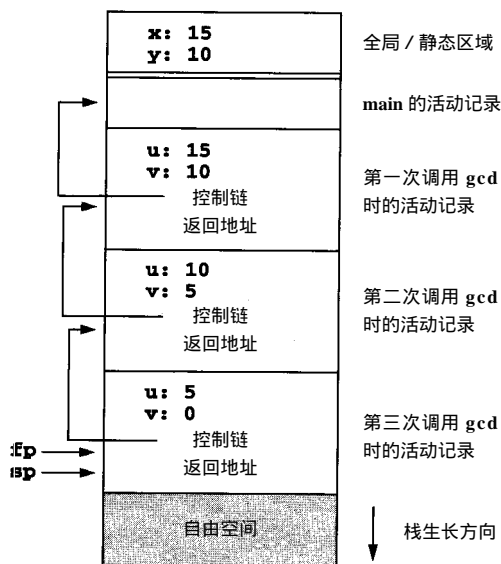 x: 15
y: 10
全局 / 静态区域
main 的活动记录
u: 15
v: 10
控制链
返回地址
第一次调用 gcd
时的活动记录
u: 10
v: 5
控制链
返回地址
第二次调用 gcd
时的活动记录
u: 5
v: 0
控制链
返回地址
第三次调用 gcd
时的活动记录
fp
sp
自由空间
栈生长方向